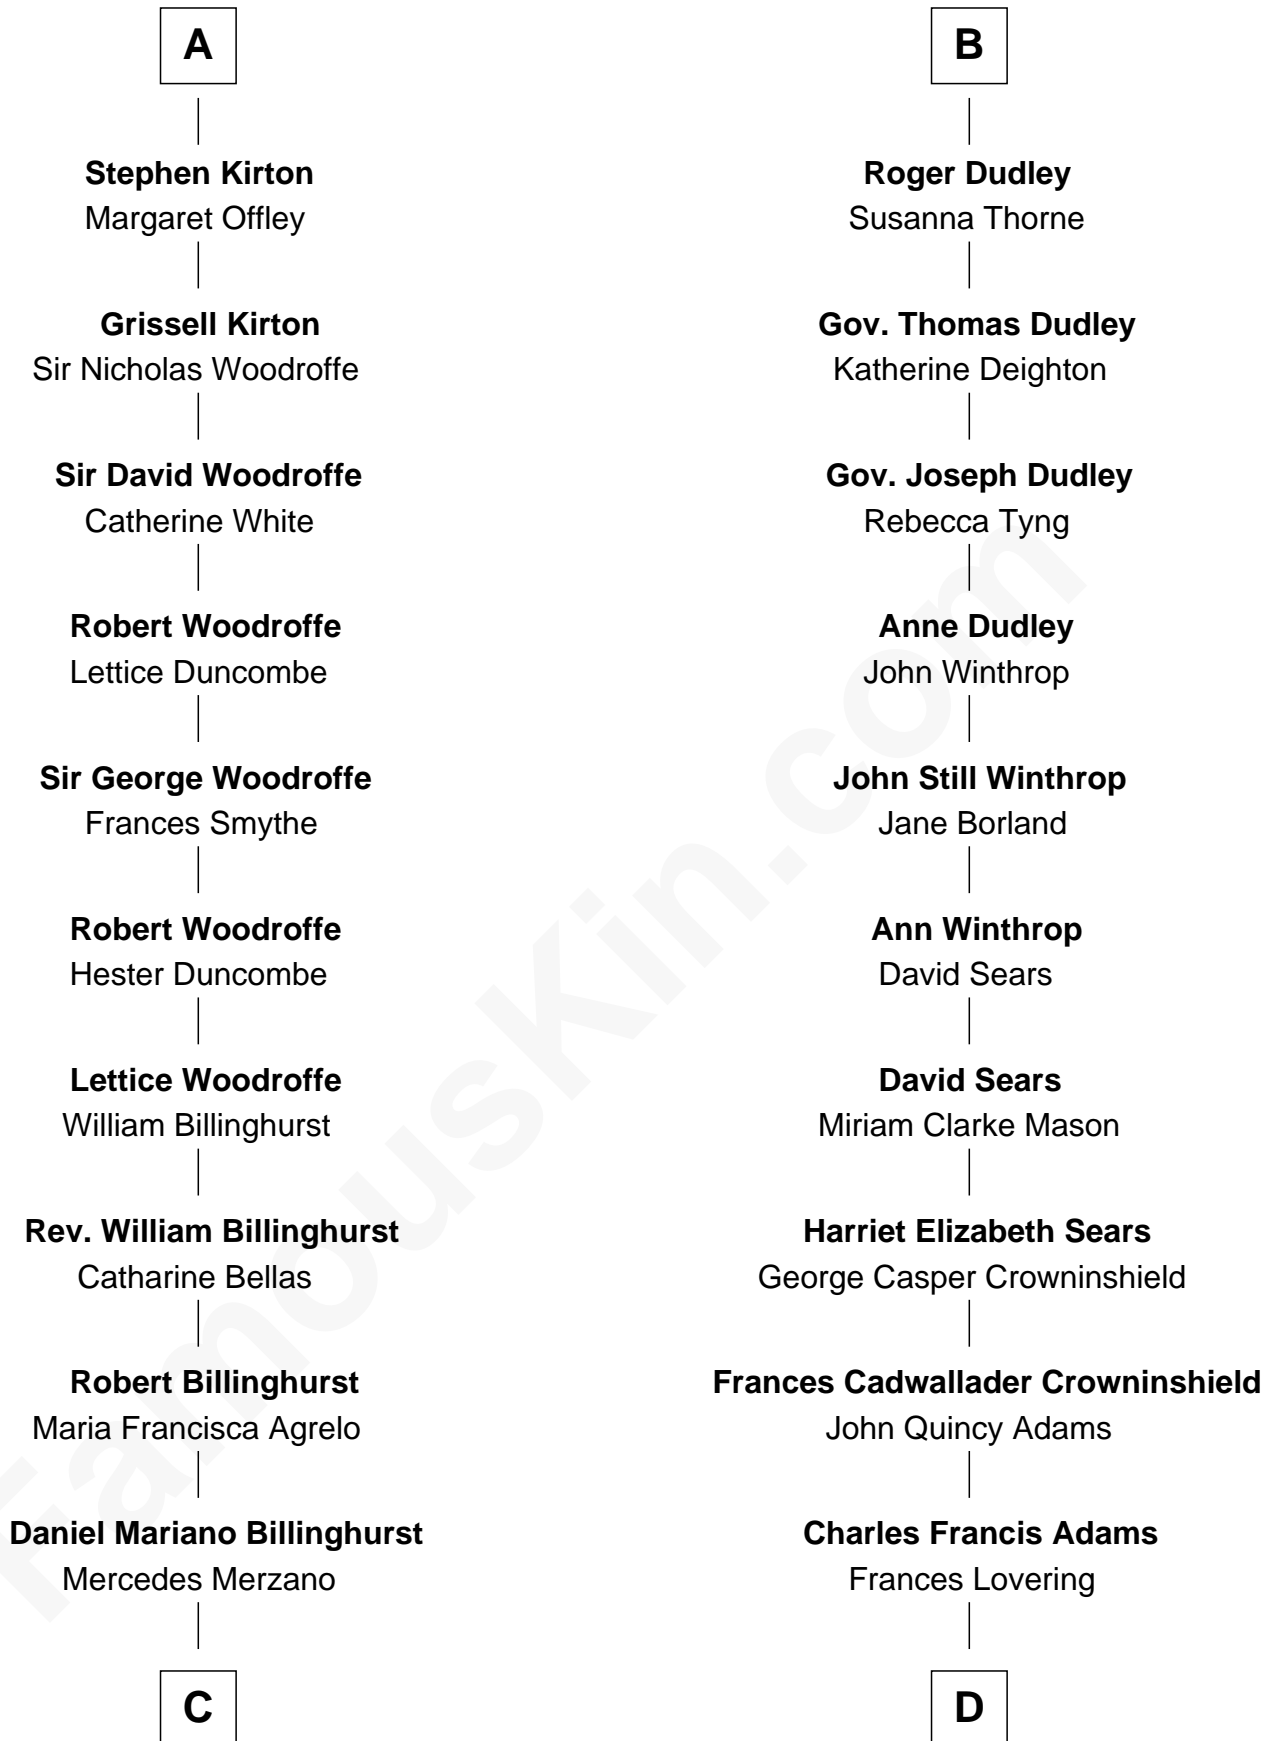 A
Stephen Kirton
Margaret Offley
Grissell Kirton
Sir Nicholas Woodroffe
Sir David Woodroffe
Catherine White
Robert Woodroffe
Lettice Duncombe
Sir George Woodroffe
Frances Smythe
Robert Woodroffe
Hester Duncombe
Lettice Woodroffe
William Billinghurst
Rev. William Billinghurst
Catharine Bellas
Robert Billinghurst
Maria Francisca Agrelo
Daniel Mariano Billinghurst
Mercedes Merzano
C
B
Roger Dudley
Susanna Thorne
Gov. Thomas Dudley
Katherine Deighton
Gov. Joseph Dudley
Rebecca Tyng
Anne Dudley
John Winthrop
John Still Winthrop
Jane Borland
Ann Winthrop
David Sears
David Sears
Miriam Clarke Mason
Harriet Elizabeth Sears
George Casper Crowninshield
Frances Cadwallader Crowninshield
John Quincy Adams
Charles Francis Adams
Frances Lovering
D
FamousKin.com